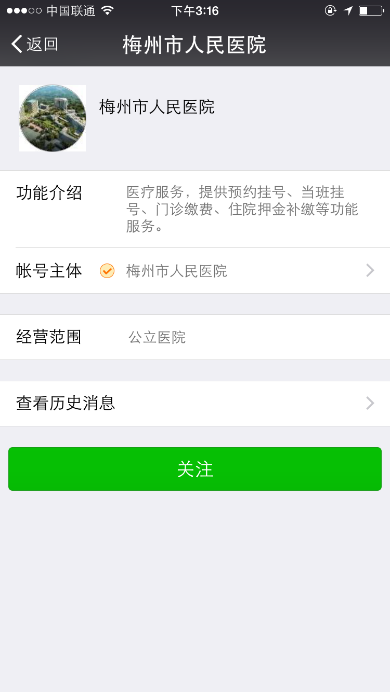 中国联通 下午3:16
返回 梅州市人民医院
梅州市人民医院
功能介绍 医疗服务，提供预约挂号、当班挂
号、门诊缴费、住院押金补缴等功能
服务。
帐号主体 梅州市人民医院
经营范围 公立医院
查看历史消息
关注